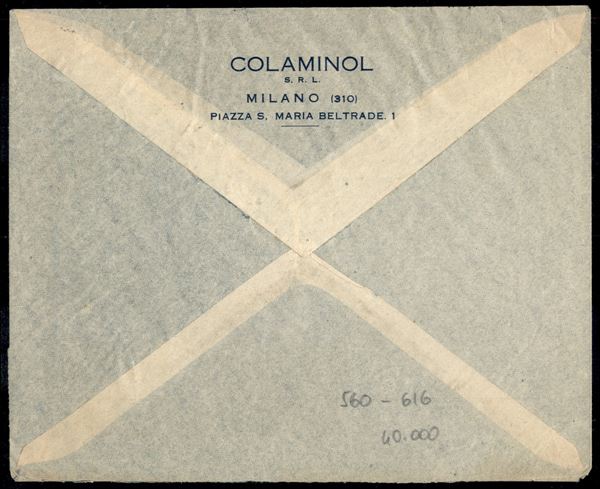 COLAMINOL
S. R. L.
MILANO (310)
PIAZZA S. MARIA BELTRADE. 1
560 - 616
40.000